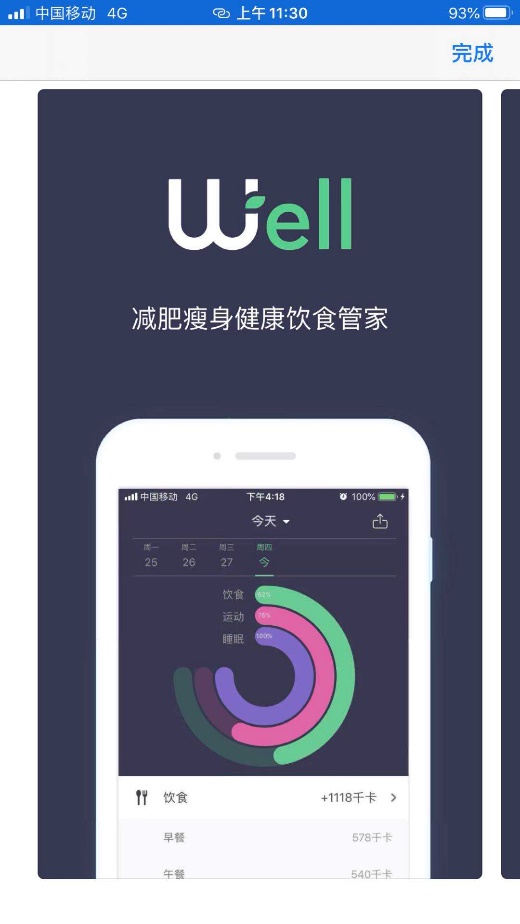 中国移动 4G 上午11:30 93%
完成
Well
减肥瘦身健康饮食管家
中国移动 4G 下午4:18 100%
今天
周一 周二 周三 周四
25 26 27 今
饮食
运动
睡眠 100%
饮食 +1118千卡
早餐 578千卡
午餐 540千卡